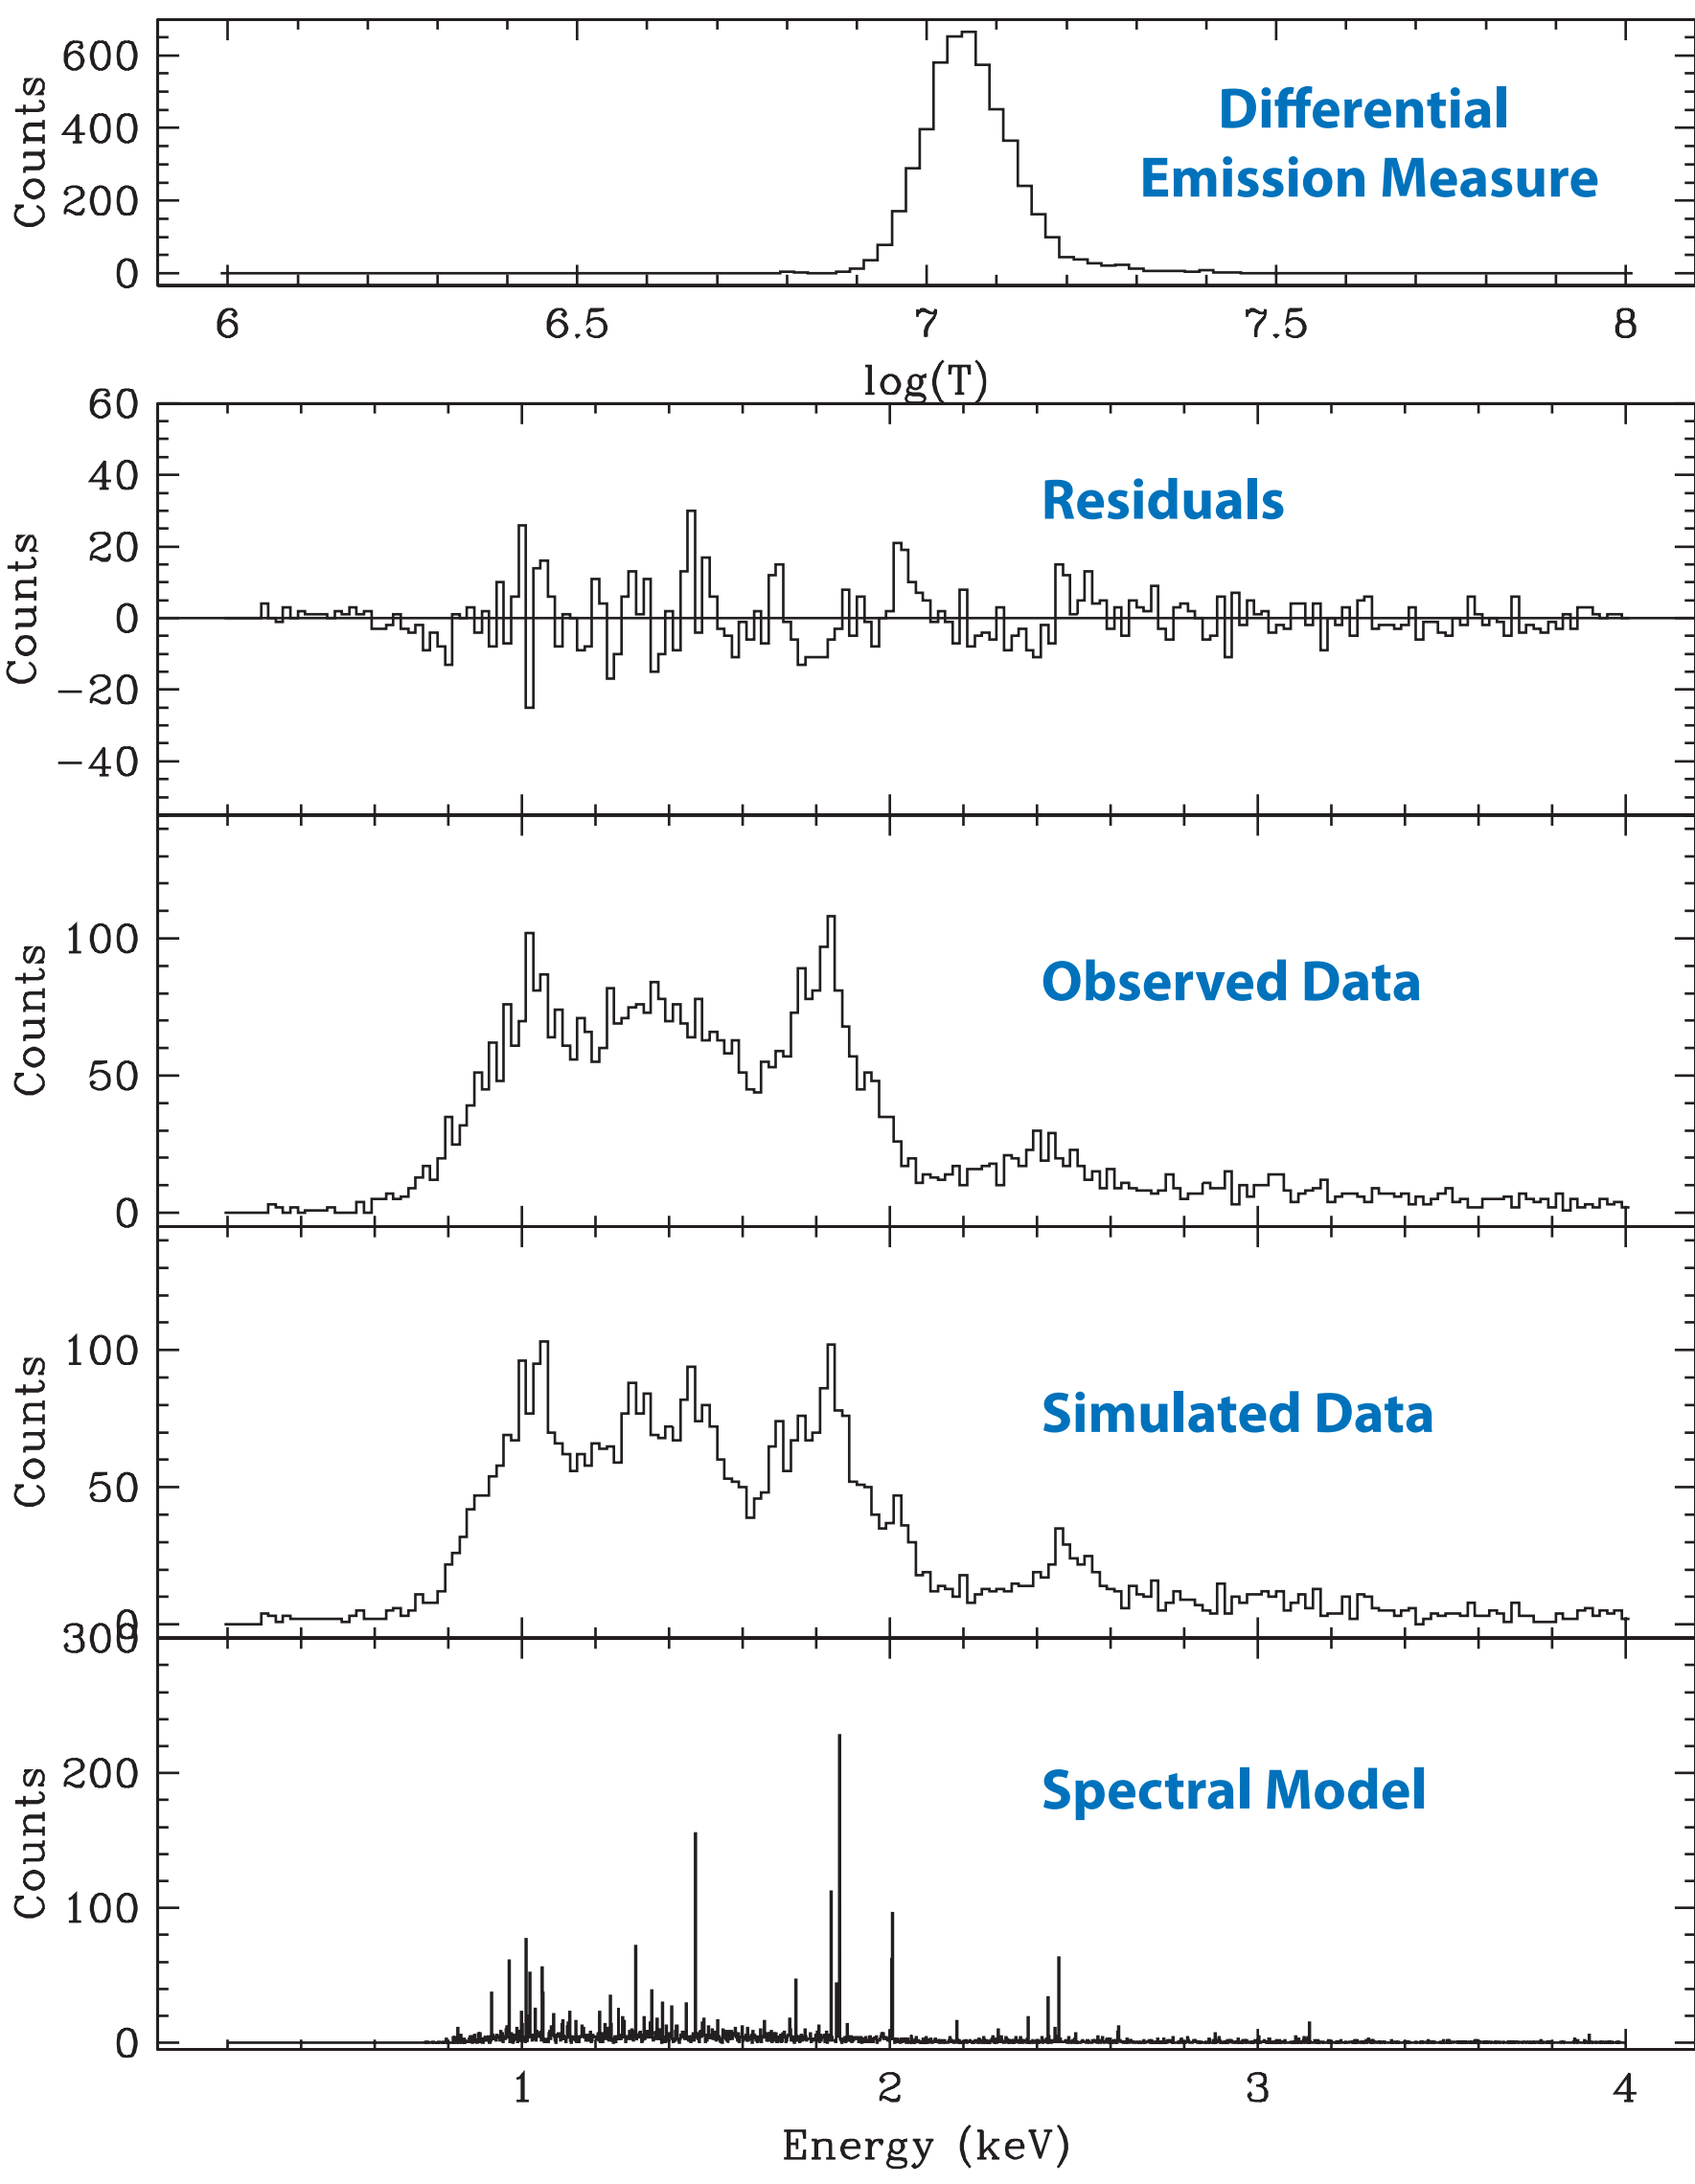 600
400
200
0
Counts
Differential
Emission Measure
6 6.5 7 7.5 8
log(T)
60
40
20
0
−20
−40
Counts
Residuals
100
50
0
Counts
Observed Data
100
50
0
Counts
Simulated Data
300
200
100
0
Counts
Spectral Model
1 2 3 4
Energy (keV)